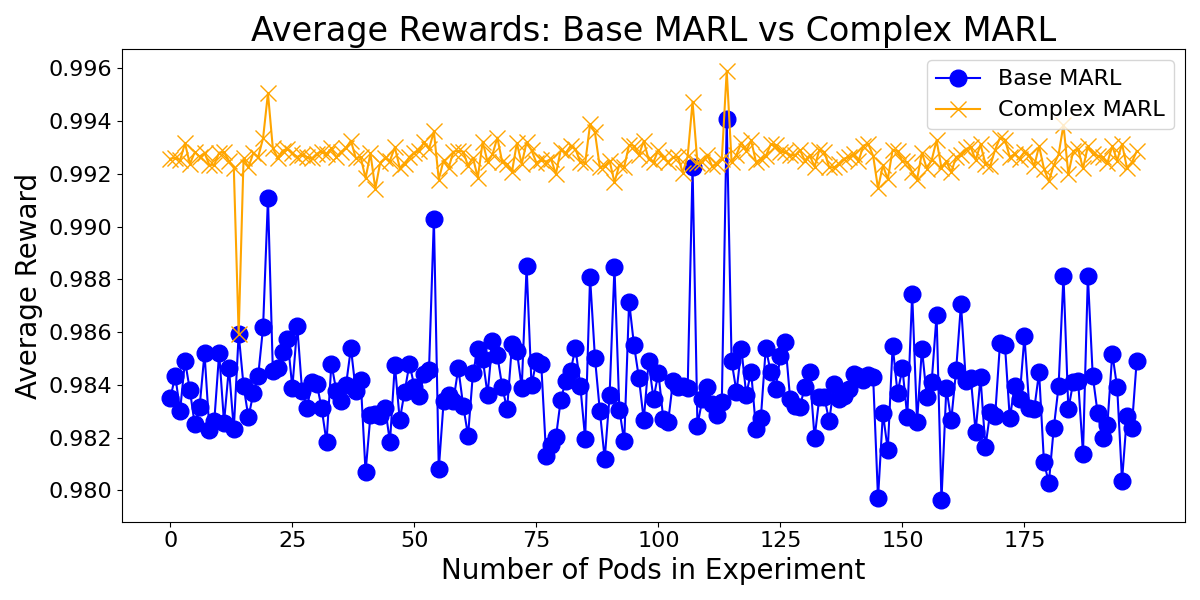 Average Rewards: Base MARL vs Complex MARL
Base MARL
Complex MARL
Average Reward
0.996
0.994
0.992
0.990
0.988
0.986
0.984
0.982
0.980
0 25 50 75 100 125 150 175
Number of Pods in Experiment